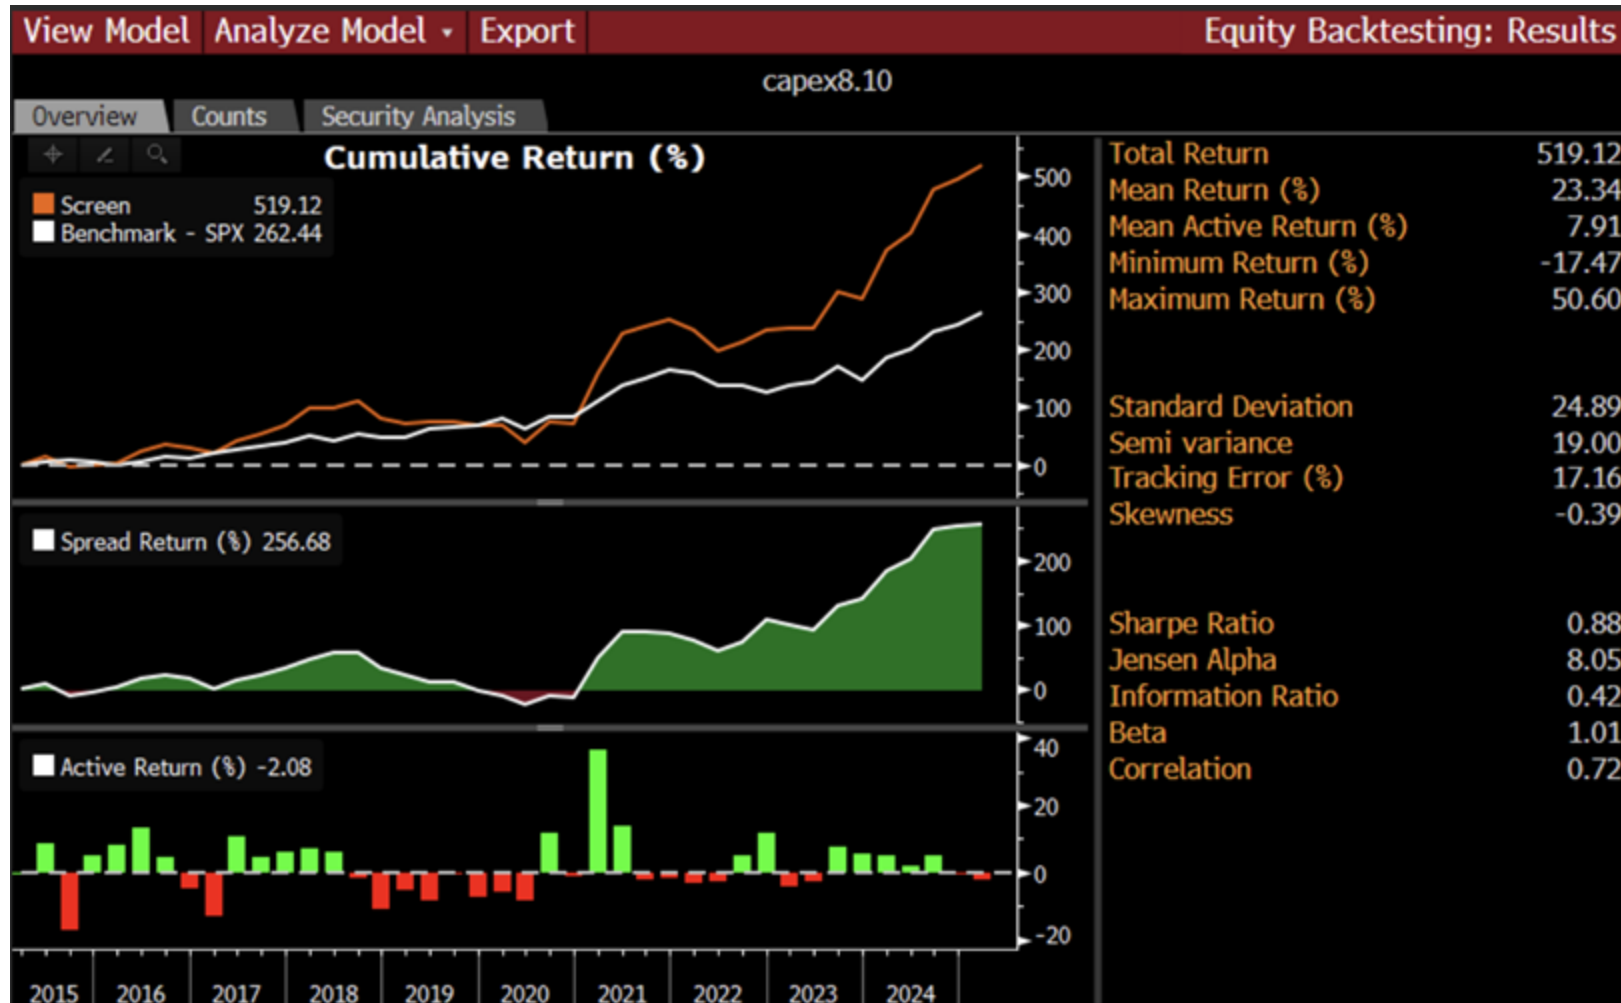 View Model Analyze Model Export Equity Backtesting: Results
capex8.10
Overview Counts Security Analysis
Cumulative Return (%)
Screen 519.12
Benchmark - SPX 262.44
500
400
300
200
100
0
Spread Return (%) 256.68
200
100
0
Active Return (%) -2.08
40
20
0
-20
2015 2016 2017 2018 2019 2020 2021 2022 2023 2024
Total Return 519.12
Mean Return (%) 23.34
Mean Active Return (%) 7.91
Minimum Return (%) -17.47
Maximum Return (%) 50.60
Standard Deviation 24.89
Semi variance 19.00
Tracking Error (%) 17.16
Skewness -0.39
Sharpe Ratio 0.88
Jensen Alpha 8.05
Information Ratio 0.42
Beta 1.01
Correlation 0.72